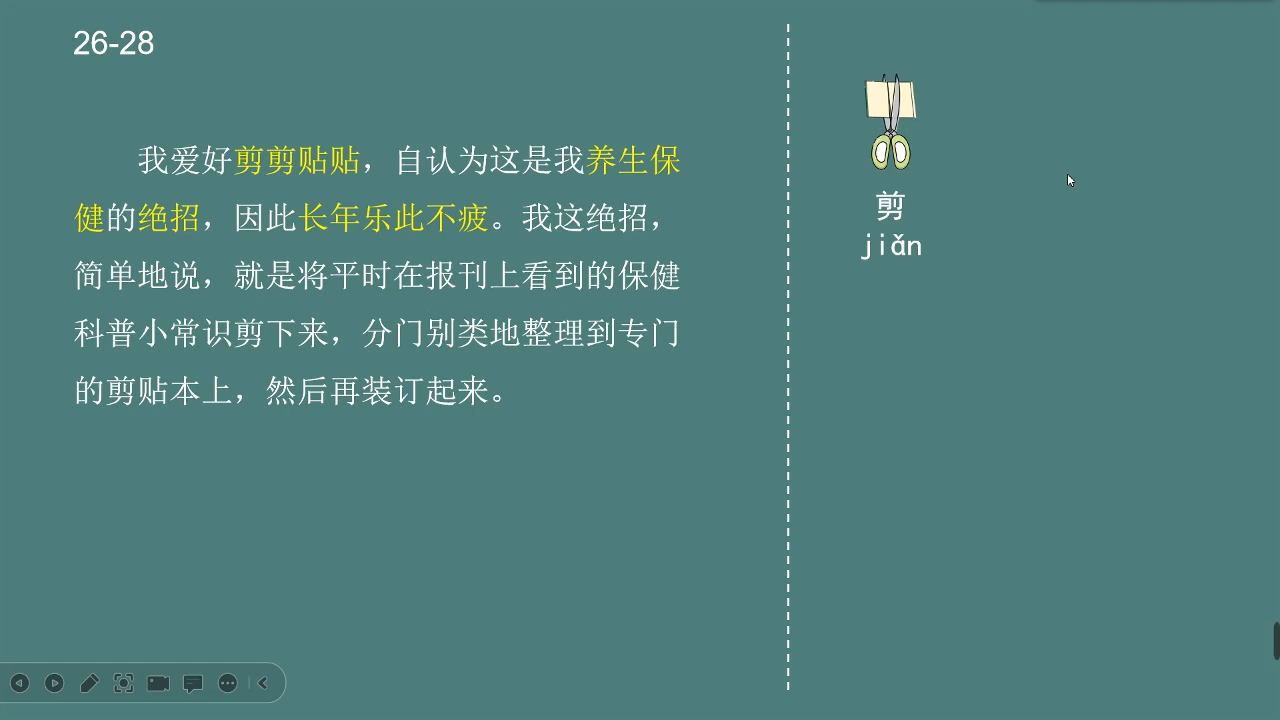 26-28
我爱好剪剪贴贴，自认为这是我养生保
健的绝招，因此长年乐此不疲。我这绝招，
简单地说，就是将平时在报刊上看到的保健
科普小常识剪下来，分门别类地整理到专门
的剪贴本上，然后再装订起来。
剪
jiǎn